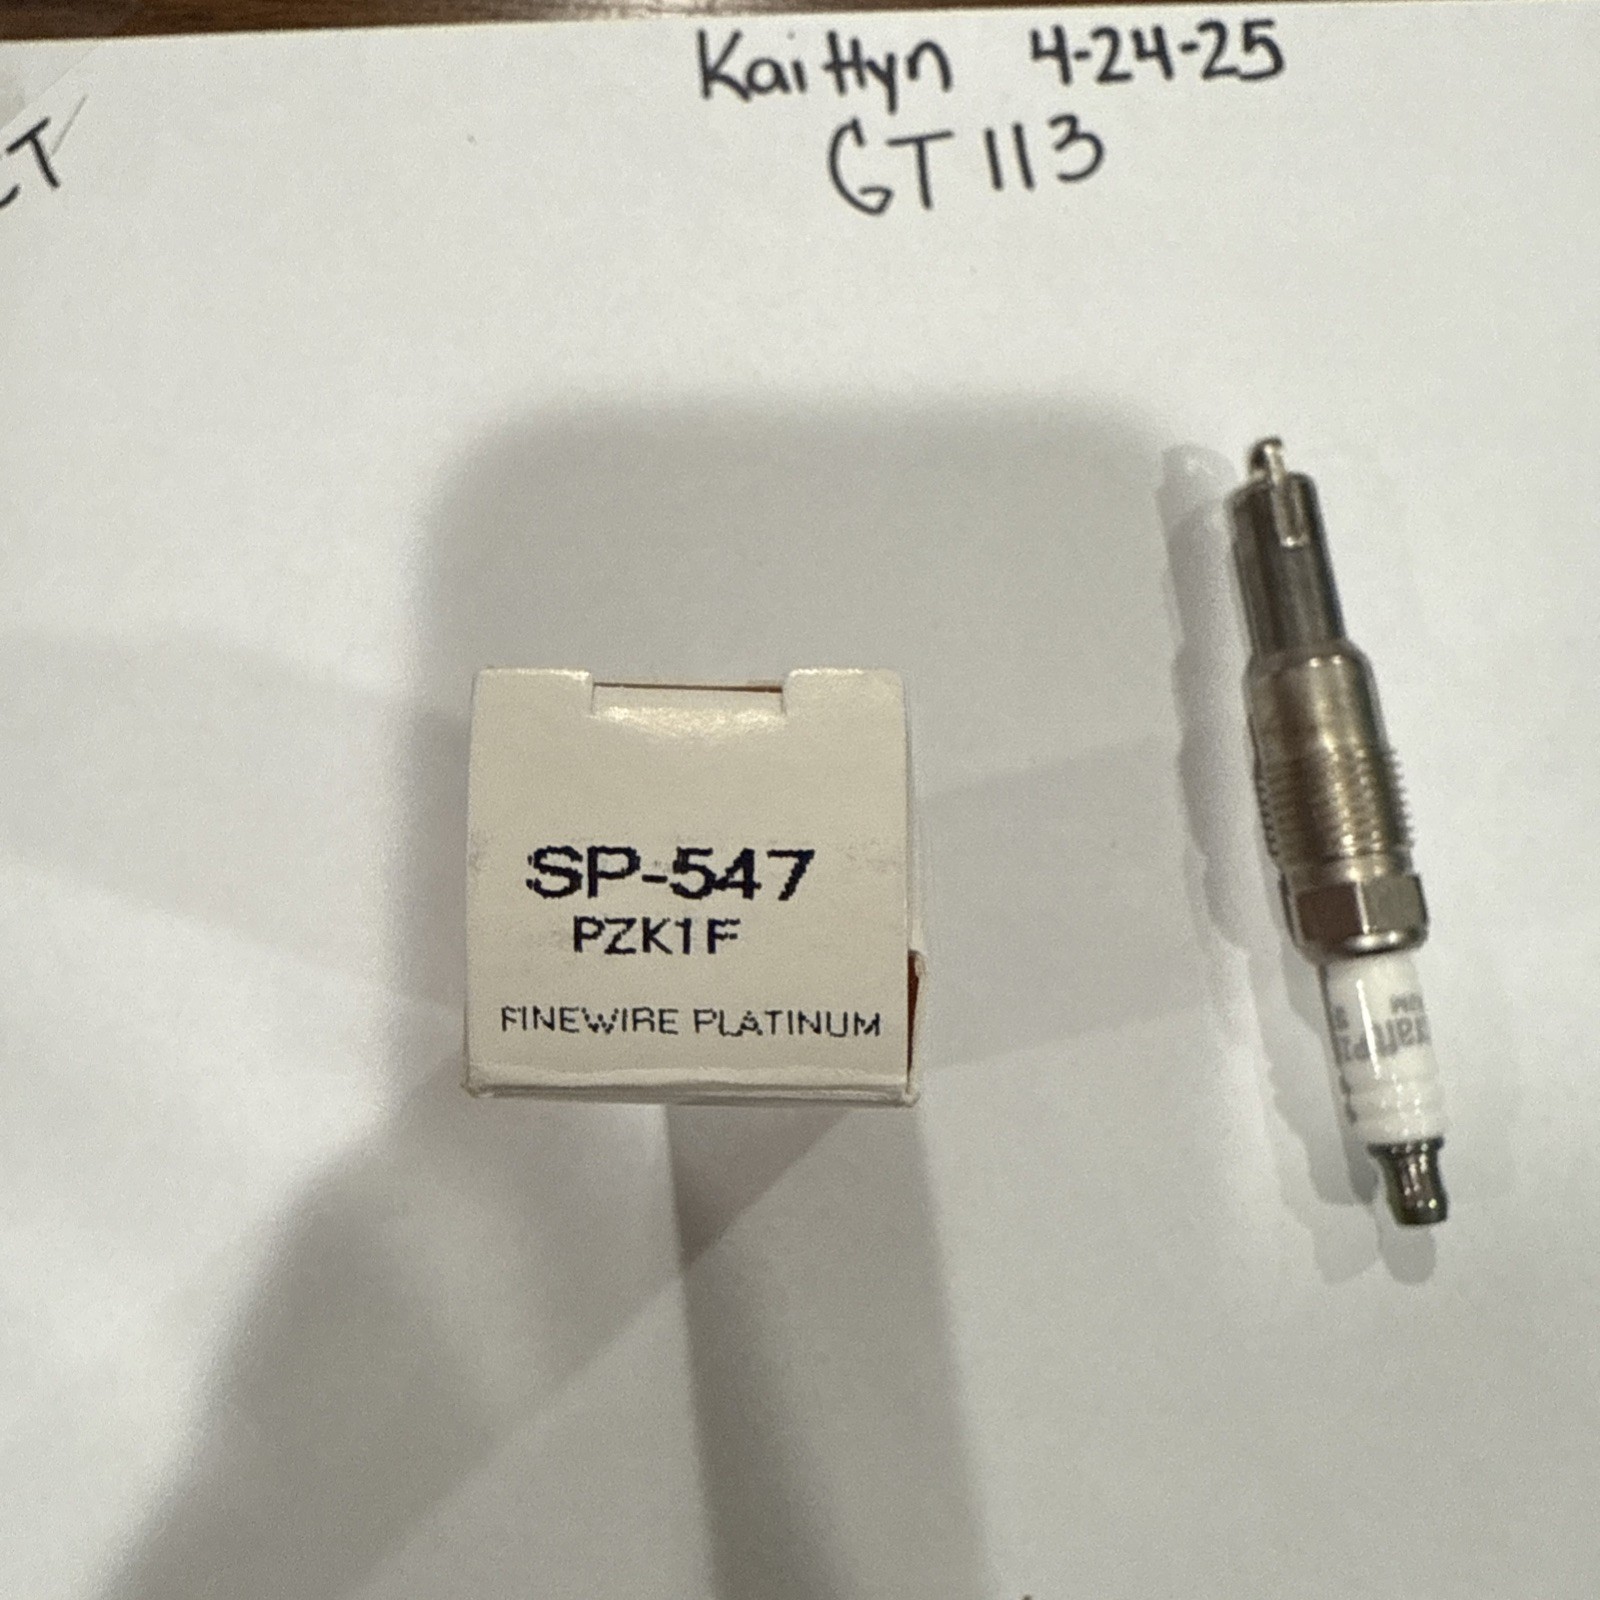 Kaitlyn 4-24-25
GT 113
SP-547
PZK1F
FINEWIRE PLATINUM